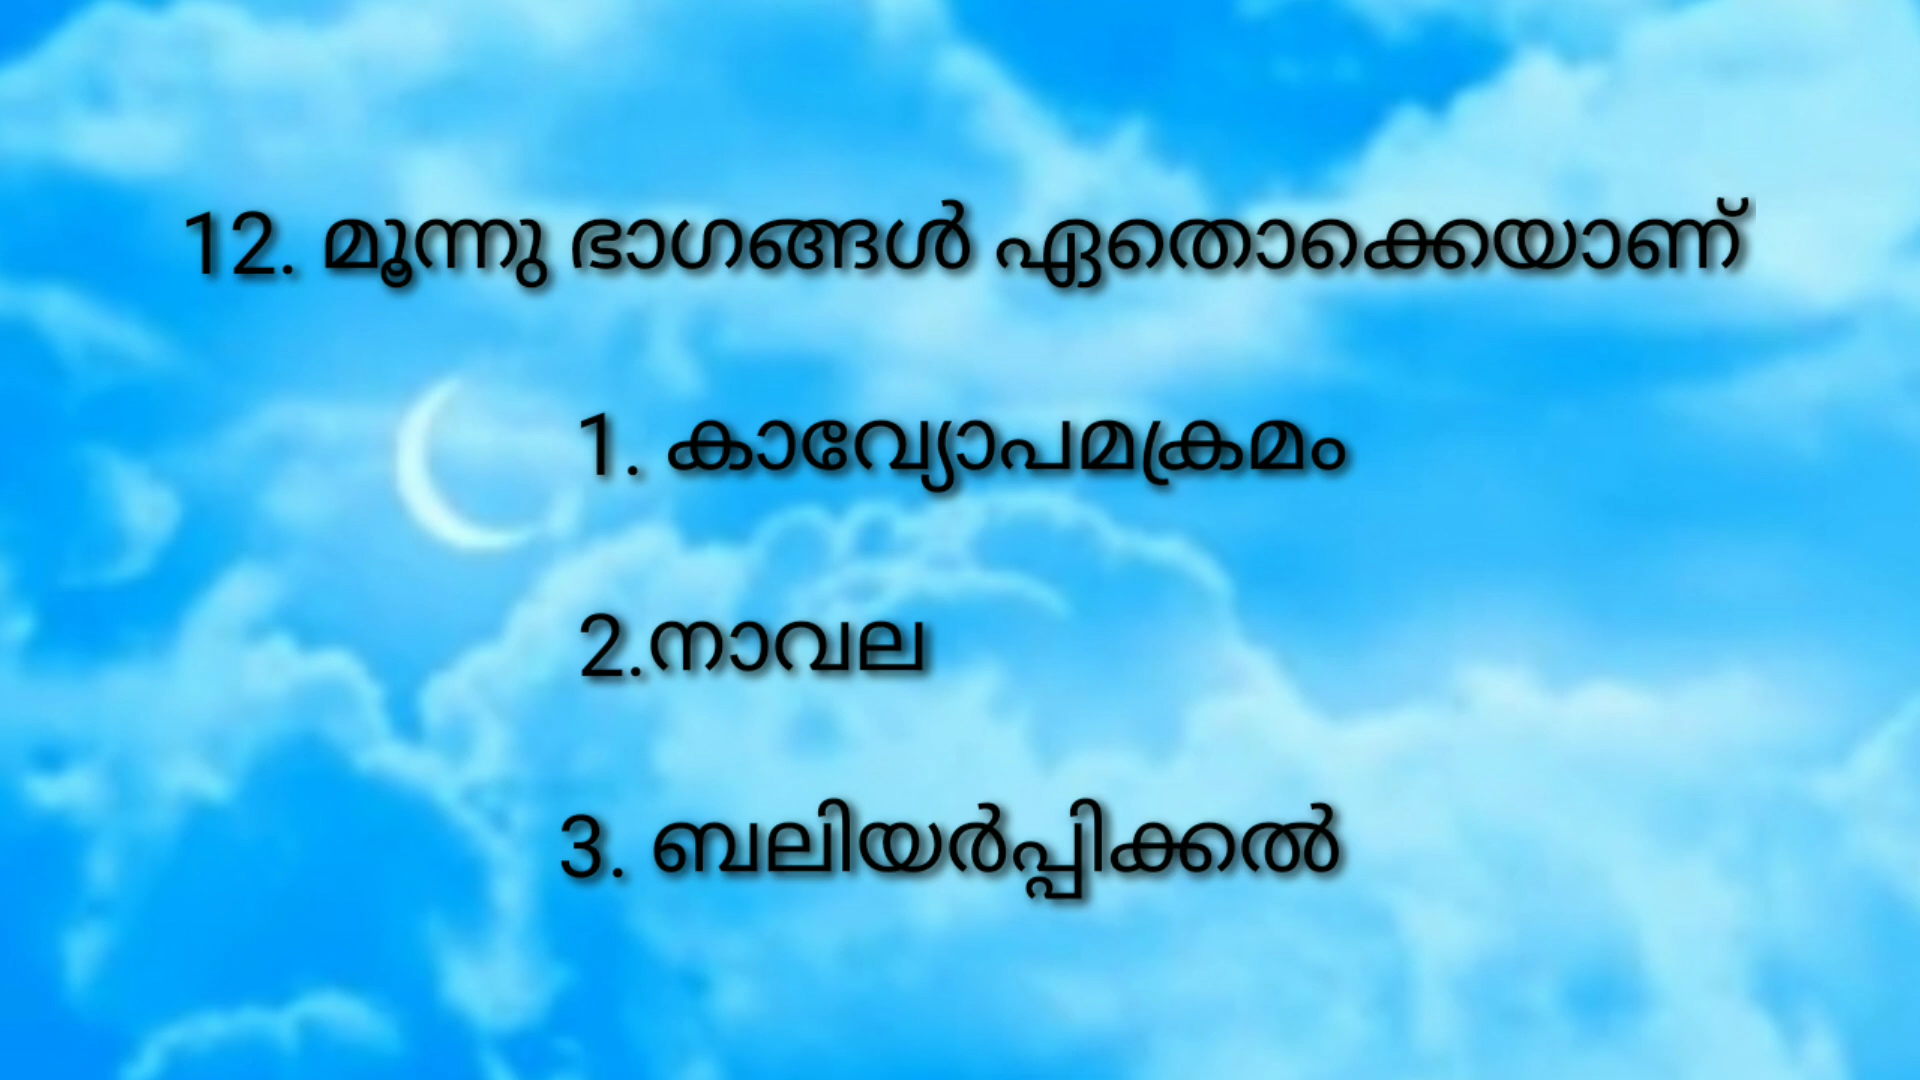 12. മൂന്നു ഭാഗങ്ങൾ ഏതൊക്കെയാണ്
1. കാവ്യോപമക്രമം
2.നാവല
3. ബലിയർപ്പിക്കൽ